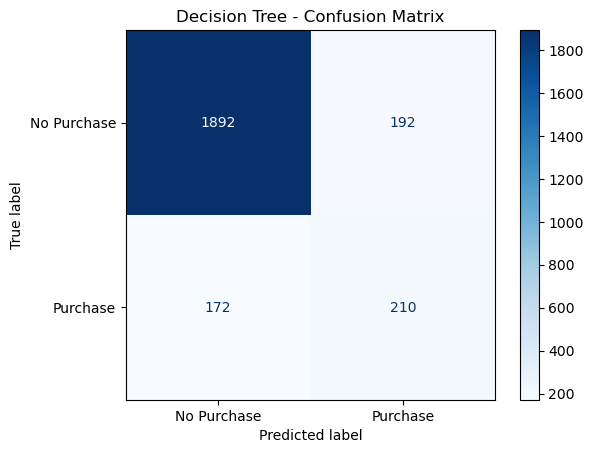 Decision Tree - Confusion Matrix
No Purchase
1892
192
Purchase
172
210
True label
No Purchase
Purchase
Predicted label
1800
1600
1400
1200
1000
800
600
400
200